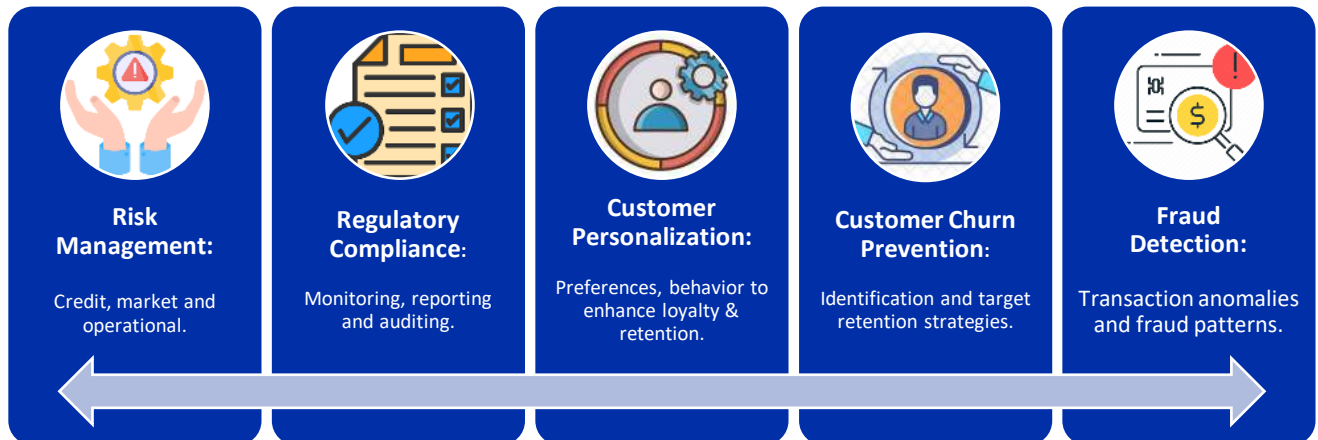 Risk
Management:
Credit, market and
operational.
Regulatory
Compliance:
Monitoring, reporting
and auditing.
Customer
Personalization:
Preferences, behavior to
enhance loyalty &
retention.
Customer Churn
Prevention:
Identification and target
retention strategies.
Fraud
Detection:
Transaction anomalies
and fraud patterns.